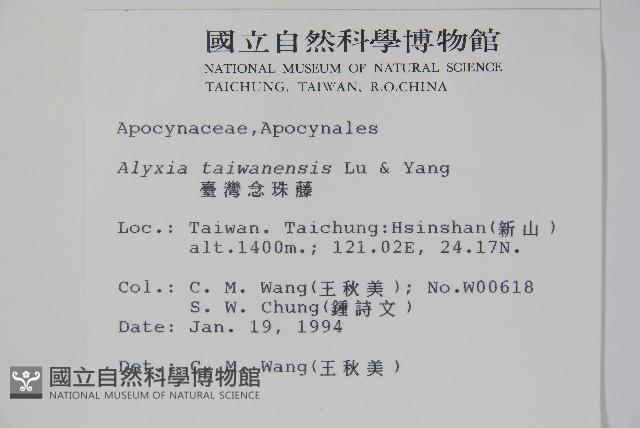 國立自然科學博物館
NATIONAL MUSEUM OF NATURAL SCIENCE
TAICHUNG, TAIWAN, R.O.CHINA
Apocynaceae,Apocynales
Alyxia taiwanensis Lu & Yang
臺灣念珠藤
Loc.: Taiwan. Taichung:Hsinshan(新山)
alt.1400m.; 121.02E, 24.17N.
Col.: C. M. Wang(王秋美); No.W00618
S. W. Chung(鍾詩文)
Date: Jan. 19, 1994
Det.: C. M. Wang(王秋美)
國立自然科學博物館
NATIONAL MUSEUM OF NATURAL SCIENCE